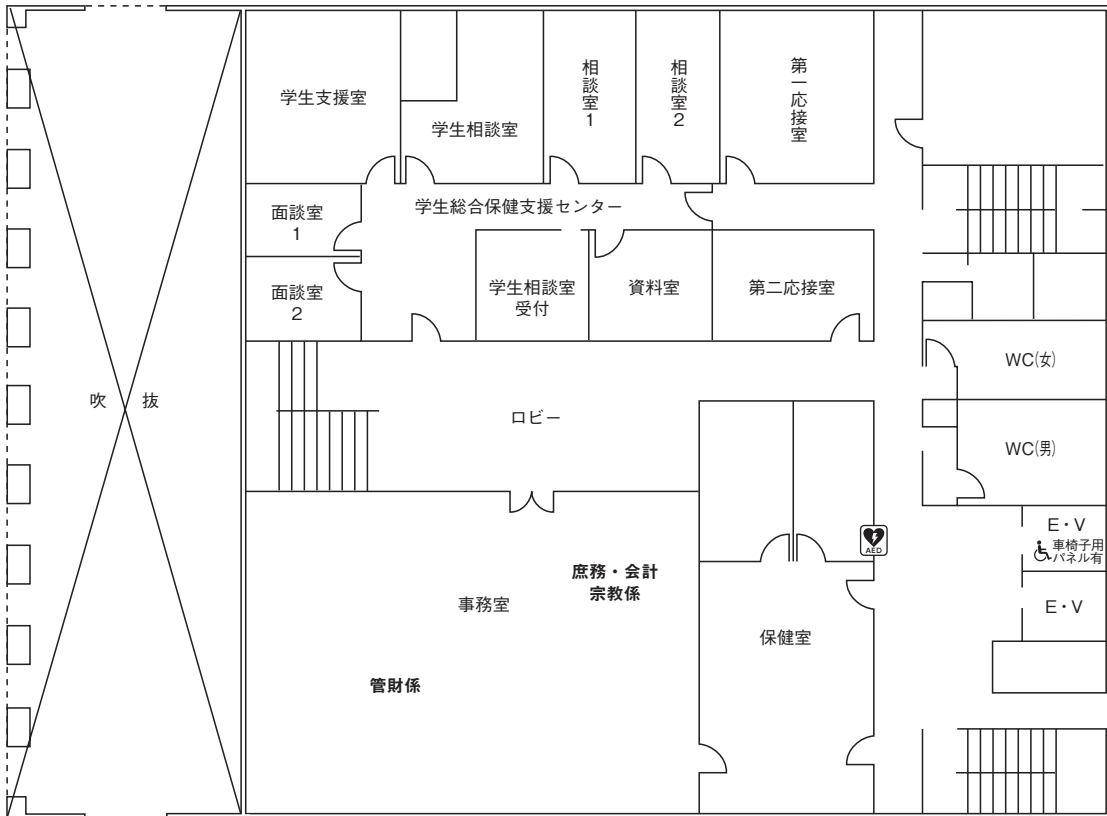 学生支援室
学生相談室
相談室1
相談室2
第一応接室
面談室
1
学生総合保健支援センター
面談室
2
学生相談室
受付
資料室
第二応接室
WC(女)
吹 抜
ロビー
WC(男)
E・V
車椅子用
パネル有
AED
庶務・会計
宗教係
事務室
E・V
保健室
管財係